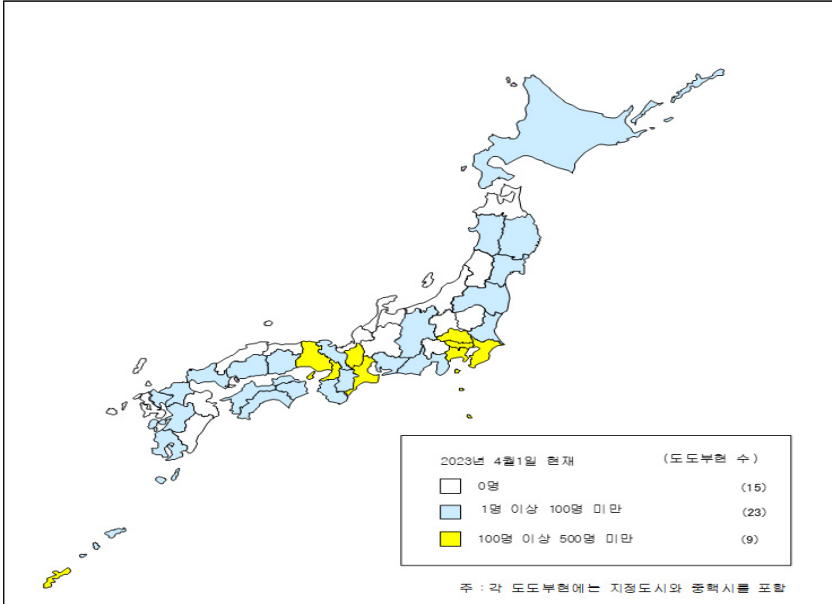 2023년 4월1일 현재 (도도부현 수)
0명 (15)
1명 이상 100명 미만 (23)
100명 이상 500명 미만 (9)
주 : 각 도도부현에는 지정도시와 중핵시를 포함